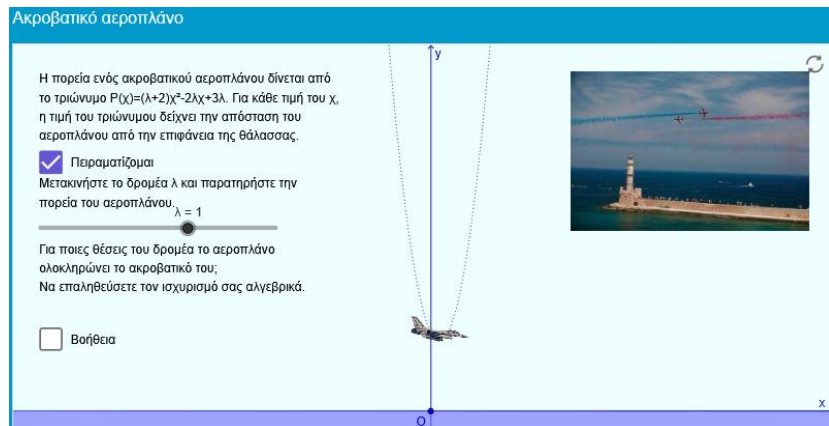 Ακροβατικό αεροπλάνο
Η πορεία ενός ακροβατικού αεροπλάνου δίνεται από
το τριώνυμο P(χ)=(λ+2)χ²-2λχ+3λ. Για κάθε τιμή του χ,
η τιμή του τριώνυμου δείχνει την απόσταση του
αεροπλάνου από την επιφάνεια της θάλασσας.
Πειραματίζομαι
Μετακινήστε το δρομέα λ και παρατηρήστε την
πορεία του αεροπλάνου.
λ = 1
Για ποιες θέσεις του δρομέα το αεροπλάνο
ολοκληρώνει το ακροβατικό του;
Να επαληθεύσετε τον ισχυρισμό σας αλγεβρικά.
Βοήθεια
y
x
O